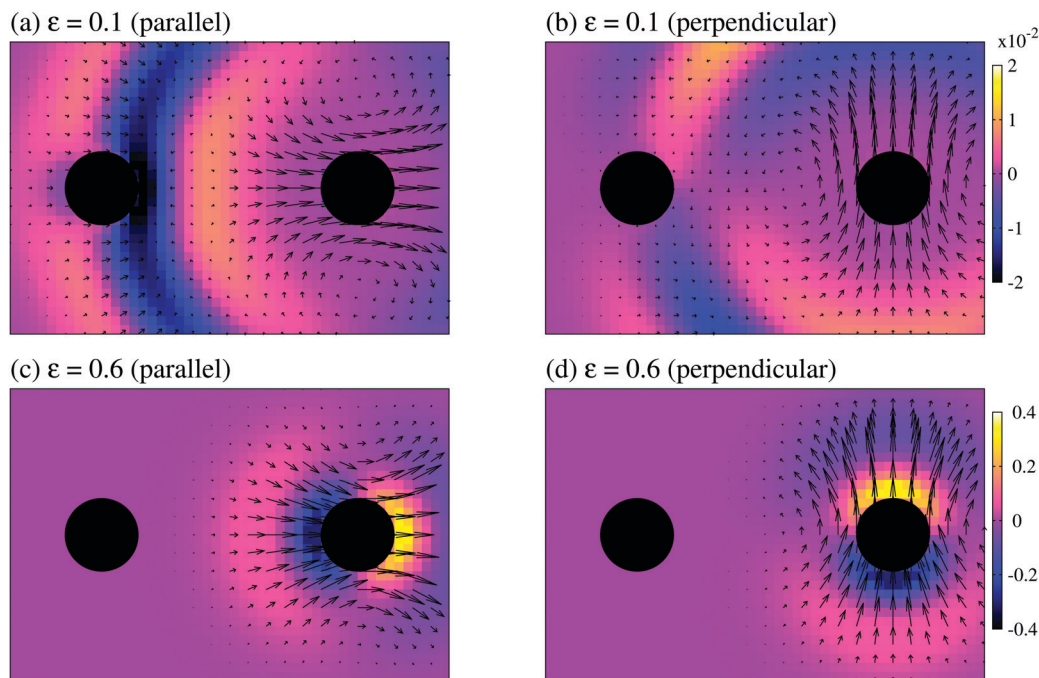 (a) ε = 0.1 (parallel)
(b) ε = 0.1 (perpendicular)
x10⁻²
2
1
0
-1
-2
(c) ε = 0.6 (parallel)
(d) ε = 0.6 (perpendicular)
0.4
0.2
0
-0.2
-0.4